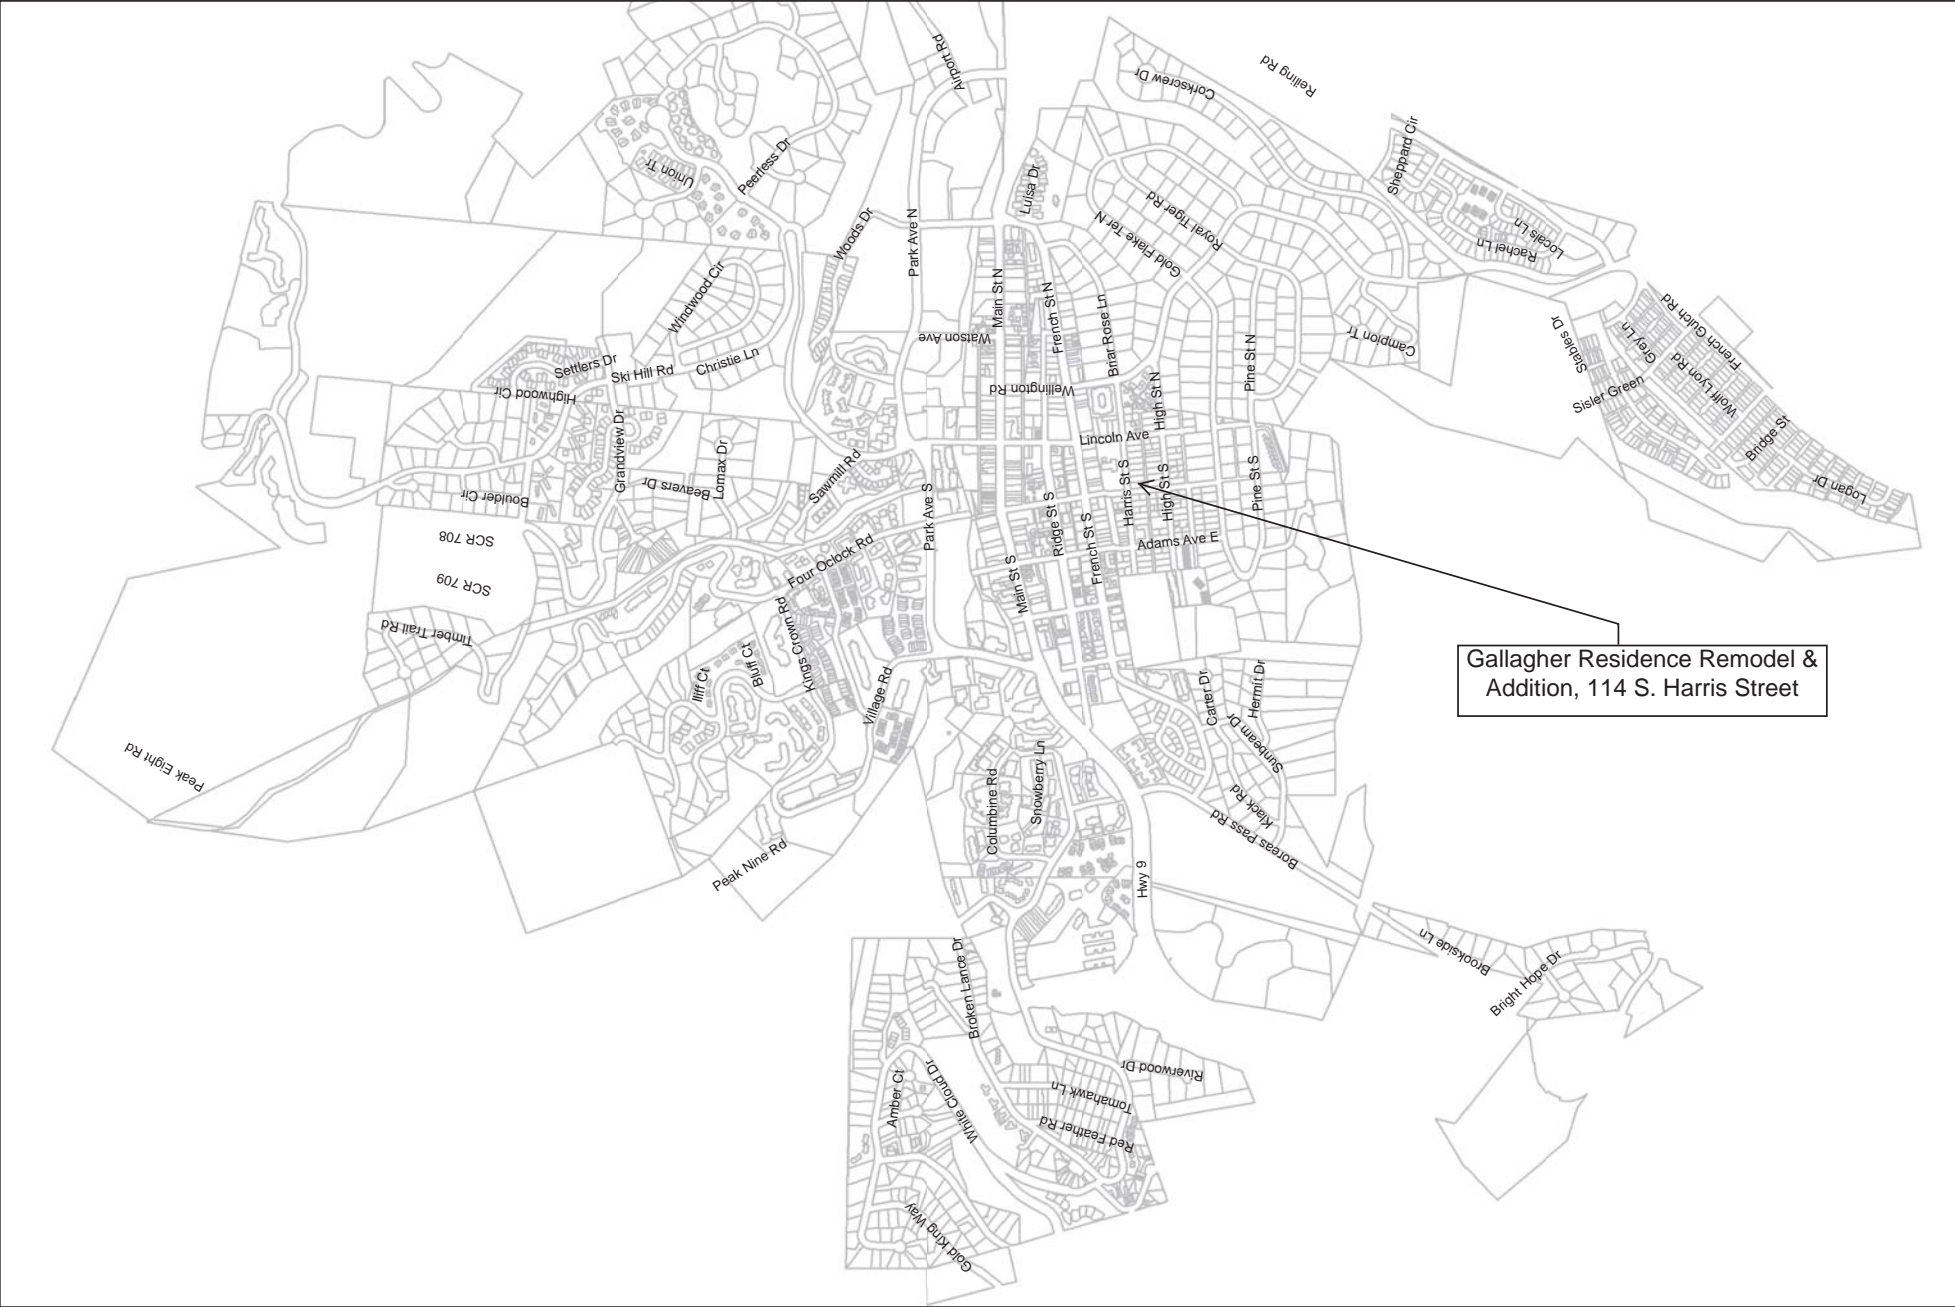 Airport Rd
Reiling Rd
Corkscrew Dr
Sheppard Cir
Union Tr
Peerless Dr
Luisa Dr
Royal Tiger Rd
Woods Dr
Park Ave N
Gold Flake Ter N
Locals Ln
Rachel Ln
Windwood Cir
Main St N
French St N
Briar Rose Ln
Campion Tr
Stables Dr
Grey Ln
French Gulch Rd
Wolff Lyon Rd
Watson Ave
Settlers Dr
Ski Hill Rd
Christie Ln
Pine St N
Highwood Cir
Wellington Rd
High St N
Sisler Green
Grandview Dr
Lincoln Ave
Bridge St
Lomax Dr
Beavers Dr
Sawmill Rd
Boulder Cir
Park Ave S
Harris St S
High St S
Pine St S
Logan Dr
SCR 708
Ridge St S
French St S
Adams Ave E
Four Oclock Rd
SCR 709
Main St S
Timber Trail Rd
Kings Crown Rd
Bluff Ct
Iliff Ct
Village Rd
Carter Dr
Hermit Dr
Gallagher Residence Remodel &
Addition, 114 S. Harris Street
Sunbeam Dr
Peak Eight Rd
Columbine Rd
Snowberry Ln
Klack Rd
Boreas Pass Rd
Peak Nine Rd
Hwy 9
Broken Lance Dr
Brookside Ln
Bright Hope Dr
Amber Ct
White Cloud Dr
Riverwood Dr
Tomahawk Ln
Red Feather Rd
Gold King Way